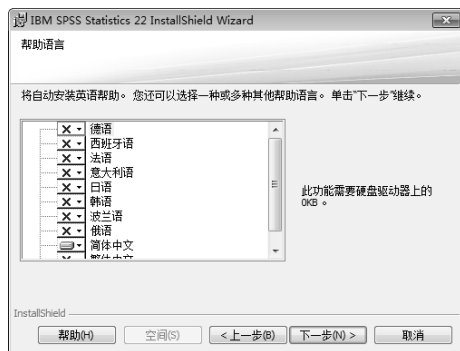 IBM SPSS Statistics 22 InstallShield Wizard
帮助语言
将自动安装英语帮助。您还可以选择一种或多种其他帮助语言。单击“下一步”继续。
德语
西班牙语
法语
意大利语
日语
韩语
波兰语
俄语
简体中文
繁体中文
此功能需要硬盘驱动器上的
0KB。
InstallShield
帮助(H)
空间(S)
<上一步(B)
下一步(N)>
取消